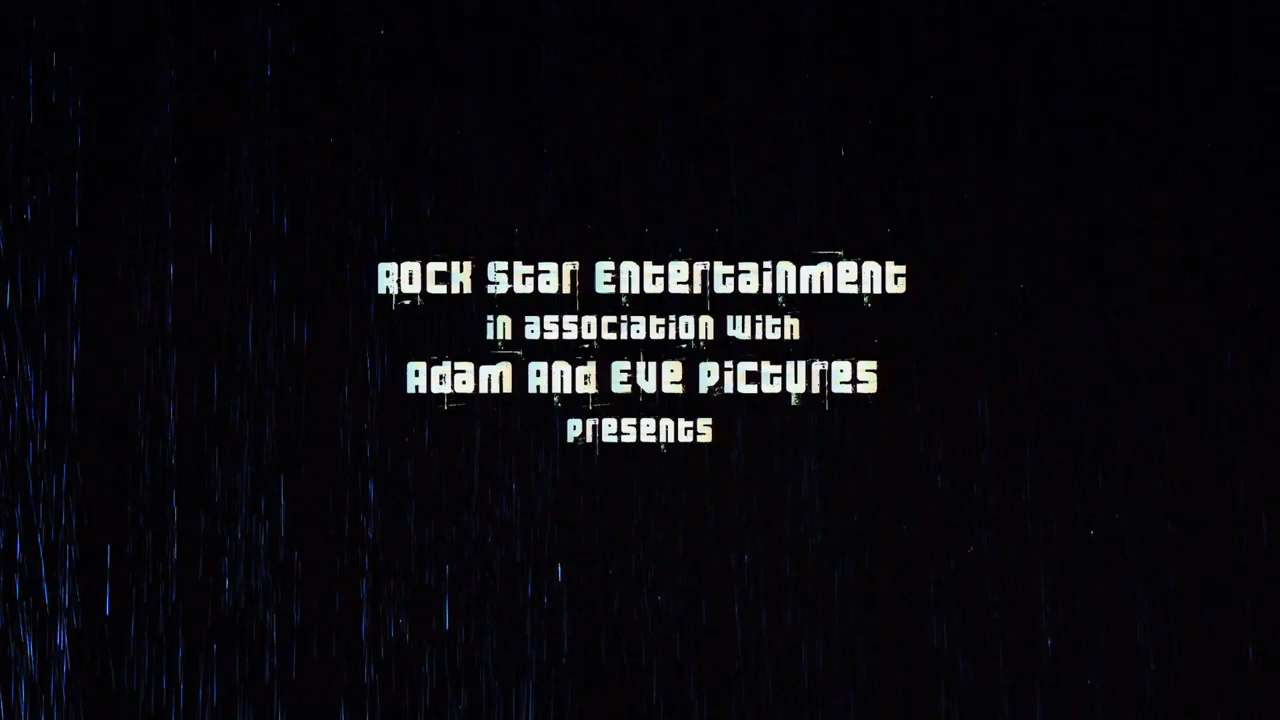 Rock Star Entertainment
in association with
Adam And Eve Pictures
presents